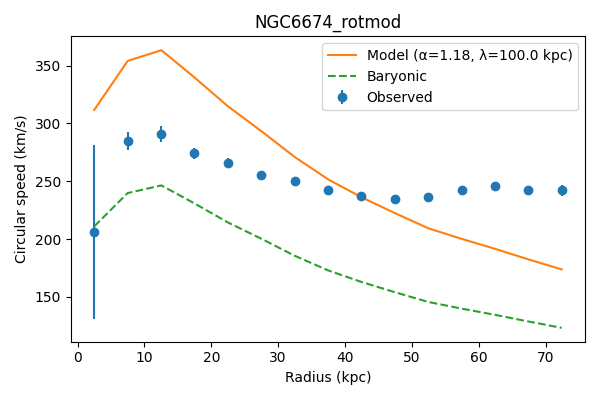 NGC6674_rotmod
Model (α=1.18, λ=100.0 kpc)
Baryonic
Observed
Circular speed (km/s)
350
300
250
200
150
0 10 20 30 40 50 60 70
Radius (kpc)